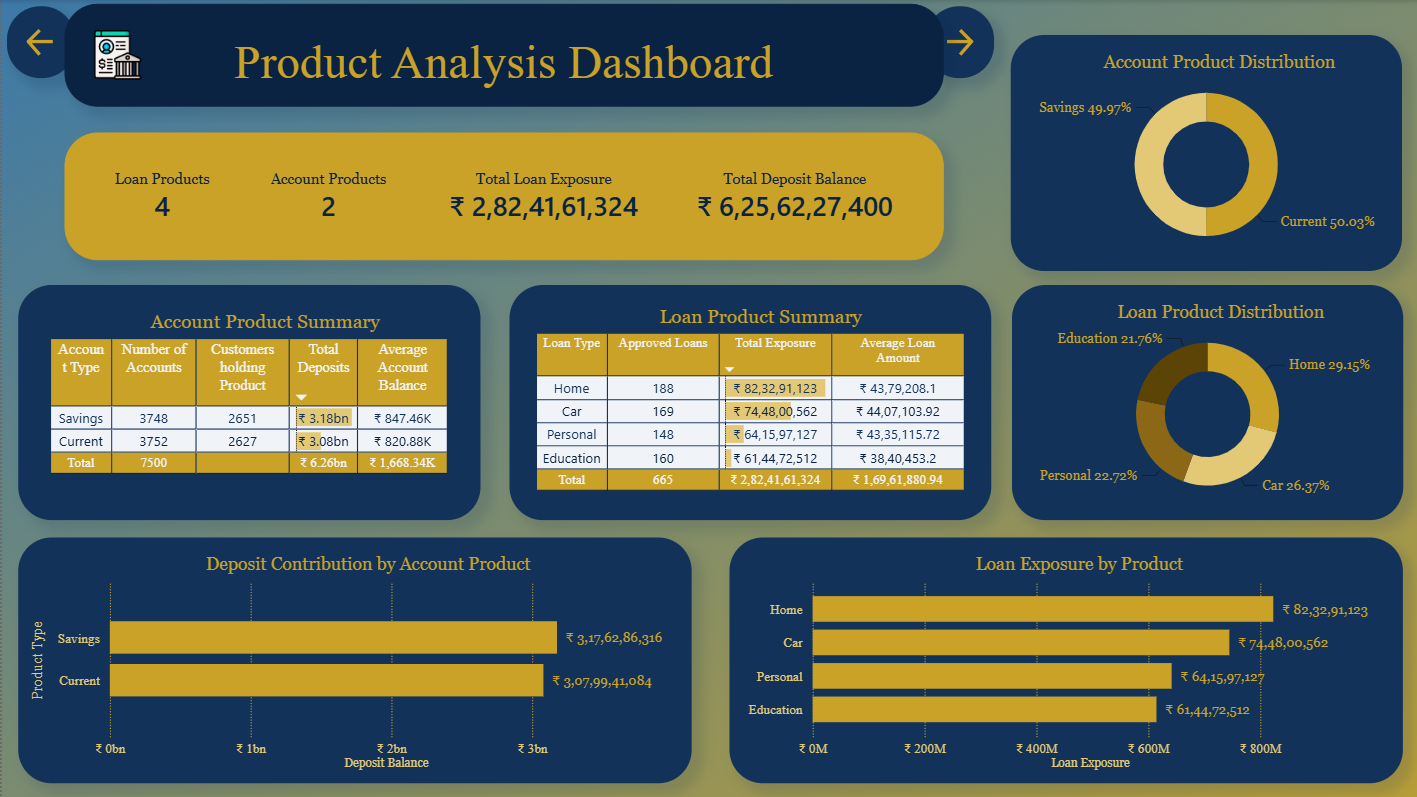 Product Analysis Dashboard
Loan Products
4
Account Products
2
Total Loan Exposure
₹ 2,82,41,61,324
Total Deposit Balance
₹ 6,25,62,27,400
Account Product Distribution
Savings 49.97%
Current 50.03%
Account Product Summary
Accoun
t Type
Number of
Accounts
Customers
holding
Product
Total
Deposits
Average
Account
Balance
Savings 3748 2651 ₹ 3.18bn ₹ 847.46K
Current 3752 2627 ₹ 3.08bn ₹ 820.88K
Total 7500 ₹ 6.26bn ₹ 1,668.34K
Loan Product Summary
Loan Type Approved Loans Total Exposure Average Loan
Amount
Home 188 ₹ 82,32,91,123 ₹ 43,79,208.1
Car 169 ₹ 74,48,00,562 ₹ 44,07,103.92
Personal 148 ₹ 64,15,97,127 ₹ 43,35,115.72
Education 160 ₹ 61,44,72,512 ₹ 38,40,453.2
Total 665 ₹ 2,82,41,61,324 ₹ 1,69,61,880.94
Loan Product Distribution
Education 21.76%
Home 29.15%
Personal 22.72%
Car 26.37%
Deposit Contribution by Account Product
Product Type
Savings ₹ 3,17,62,86,316
Current ₹ 3,07,99,41,084
₹ 0bn ₹ 1bn ₹ 2bn ₹ 3bn
Deposit Balance
Loan Exposure by Product
Home ₹ 82,32,91,123
Car ₹ 74,48,00,562
Personal ₹ 64,15,97,127
Education ₹ 61,44,72,512
₹ 0M ₹ 200M ₹ 400M ₹ 600M ₹ 800M
Loan Exposure